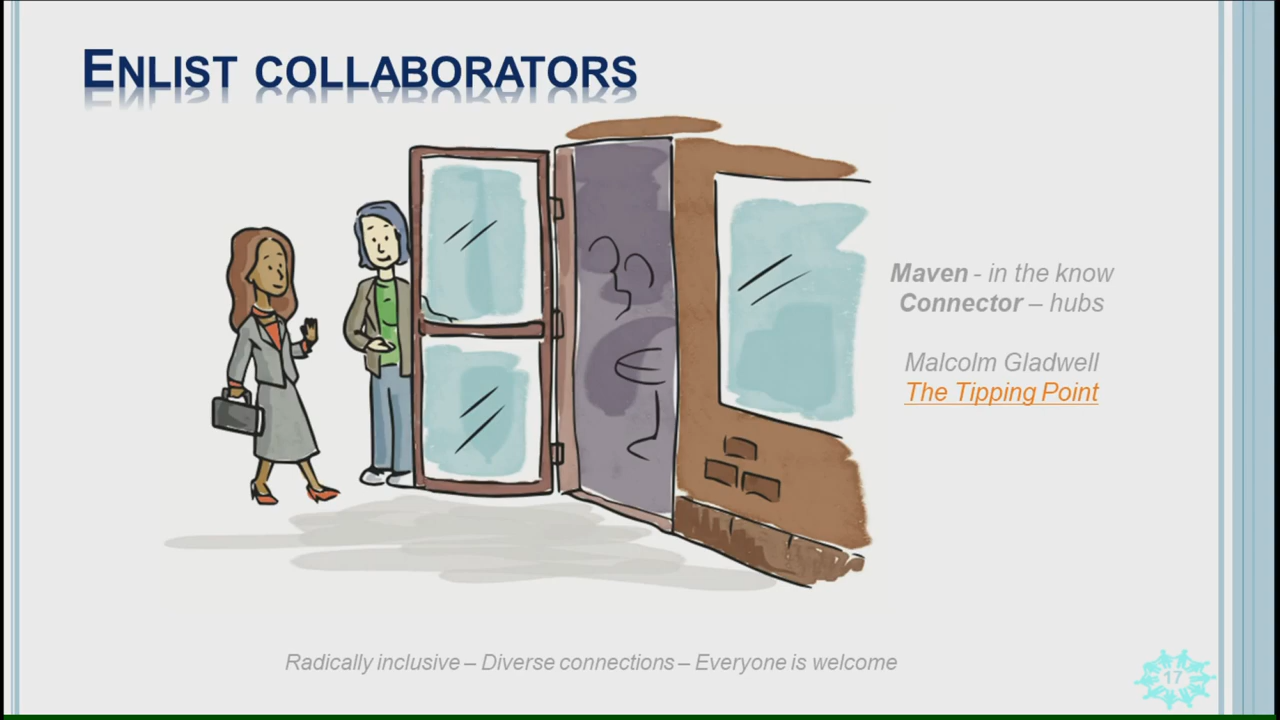 ENLIST COLLABORATORS
Maven - in the know
Connector – hubs
Malcolm Gladwell
The Tipping Point
Radically inclusive – Diverse connections – Everyone is welcome
17